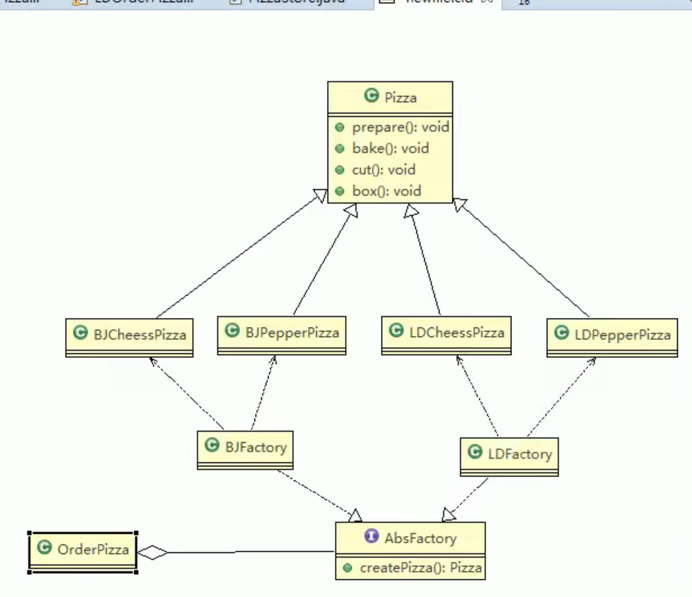 Pizza
prepare(): void
bake(): void
cut(): void
box(): void
BJCheessPizza
BJPepperPizza
LDCheessPizza
LDPepperPizza
BJFactory
LDFactory
OrderPizza
AbsFactory
createPizza(): Pizza